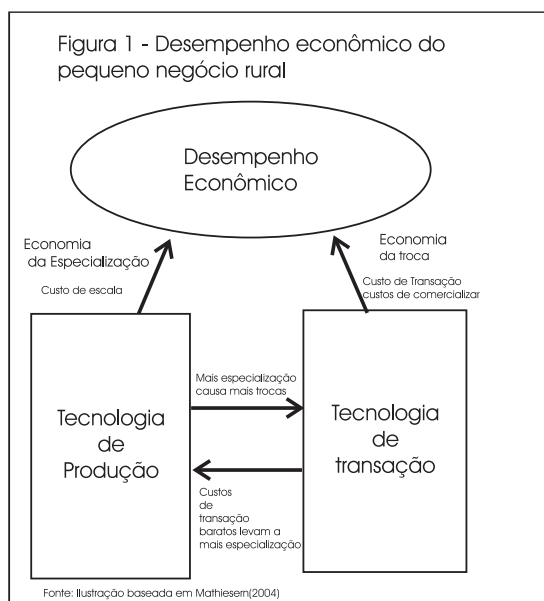 Figura 1 - Desempenho econômico do
pequeno negócio rural
Desempenho
Econômico
Economia
da Especialização
Custo de escala
Economia
da troca
Custo de Transação
custos de comercializar
Mais especialização
causa mais trocas
Tecnologia
de
Produção
Tecnologia
de
transação
Custos
de
transação
baratos levam a
mais especialização
Fonte: Ilustração baseada em Mathiesern(2004)